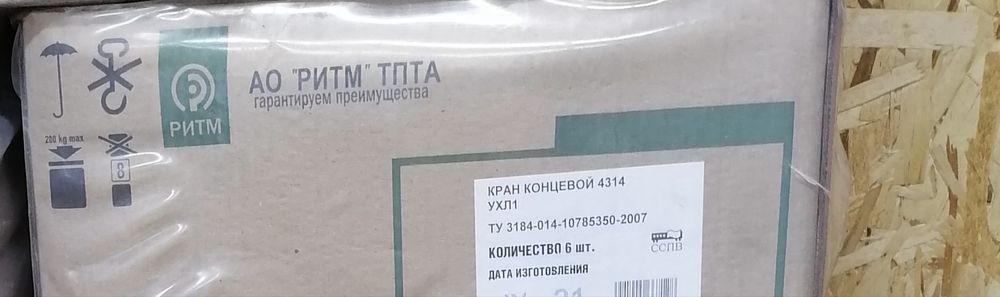 РИТМ
АО "РИТМ" ТПТА
гарантируем преимущества
200 kg max
8
КРАН КОНЦЕВОЙ 4314
УХЛ1
ТУ 3184-014-10785350-2007
КОЛИЧЕСТВО 6 шт.
ССПВ
ДАТА ИЗГОТОВЛЕНИЯ